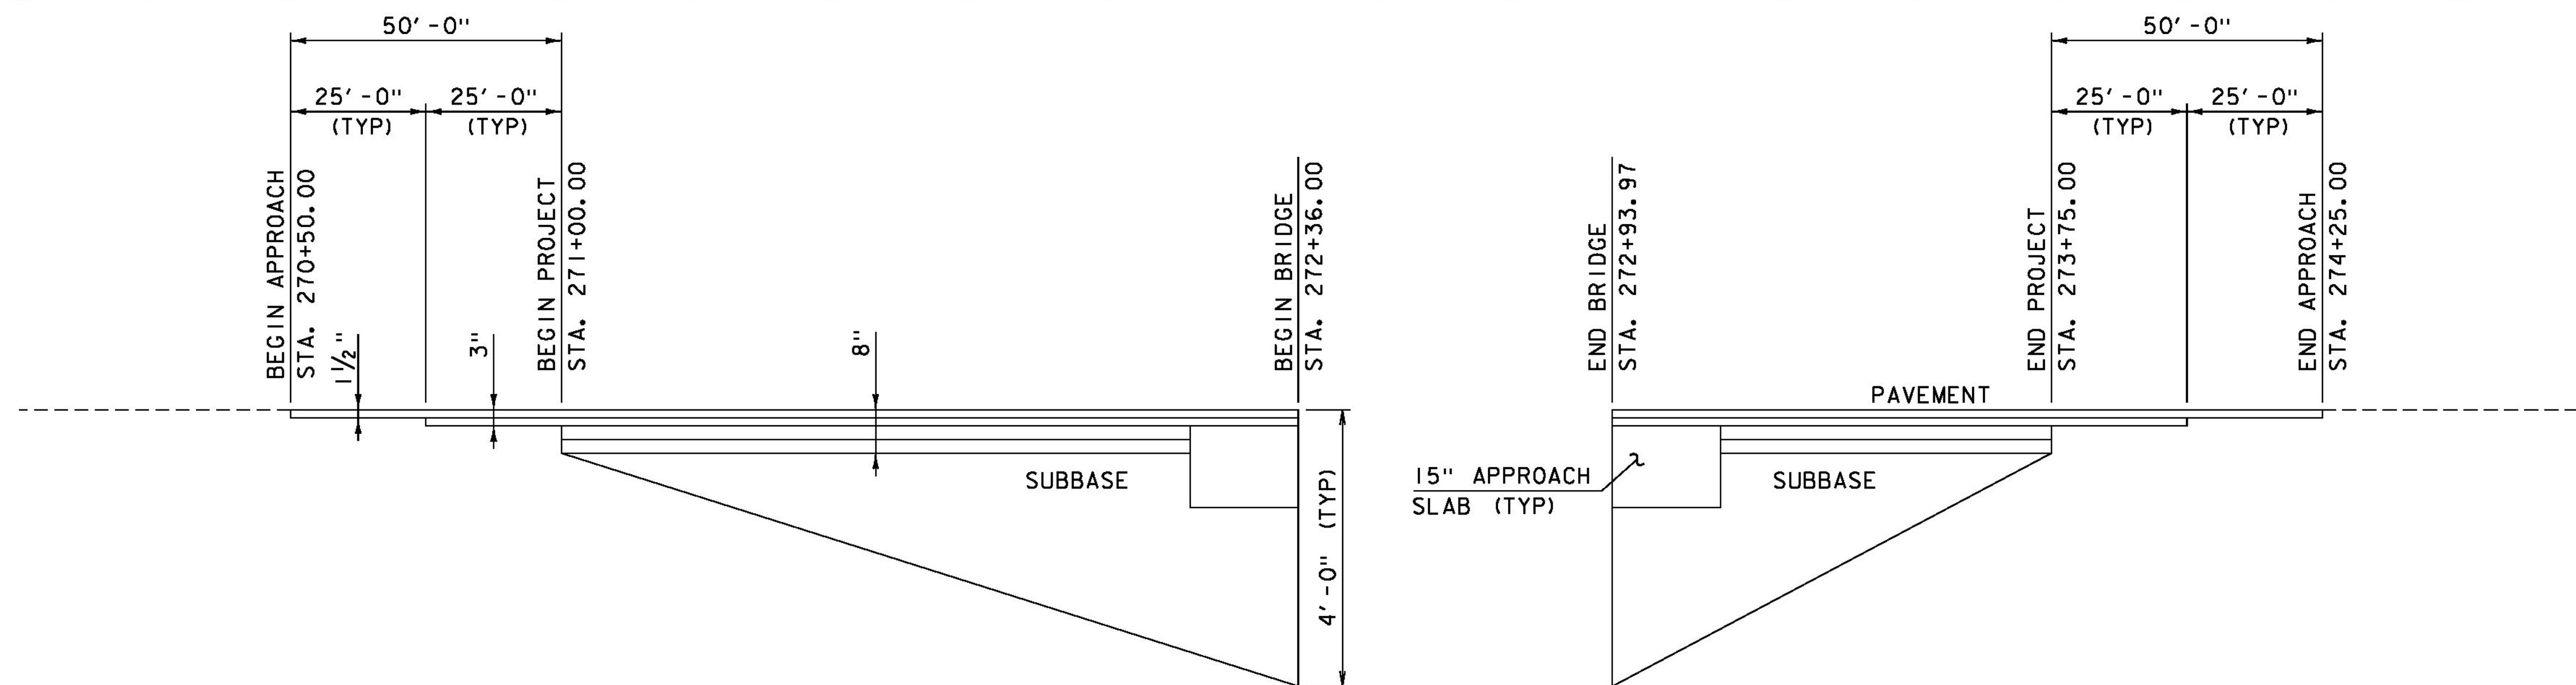 50'-0"
50'-0"
25'-0"
(TYP)
25'-0"
(TYP)
25'-0"
(TYP)
25'-0"
(TYP)
BEGIN APPROACH
STA. 270+50.00
1 1/2"
3"
BEGIN PROJECT
STA. 271+00.00
8"
BEGIN BRIDGE
STA. 272+36.00
END BRIDGE
STA. 272+93.97
END PROJECT
STA. 273+75.00
END APPROACH
STA. 274+25.00
PAVEMENT
SUBBASE
4'-0" (TYP)
15" APPROACH
SLAB (TYP)
SUBBASE